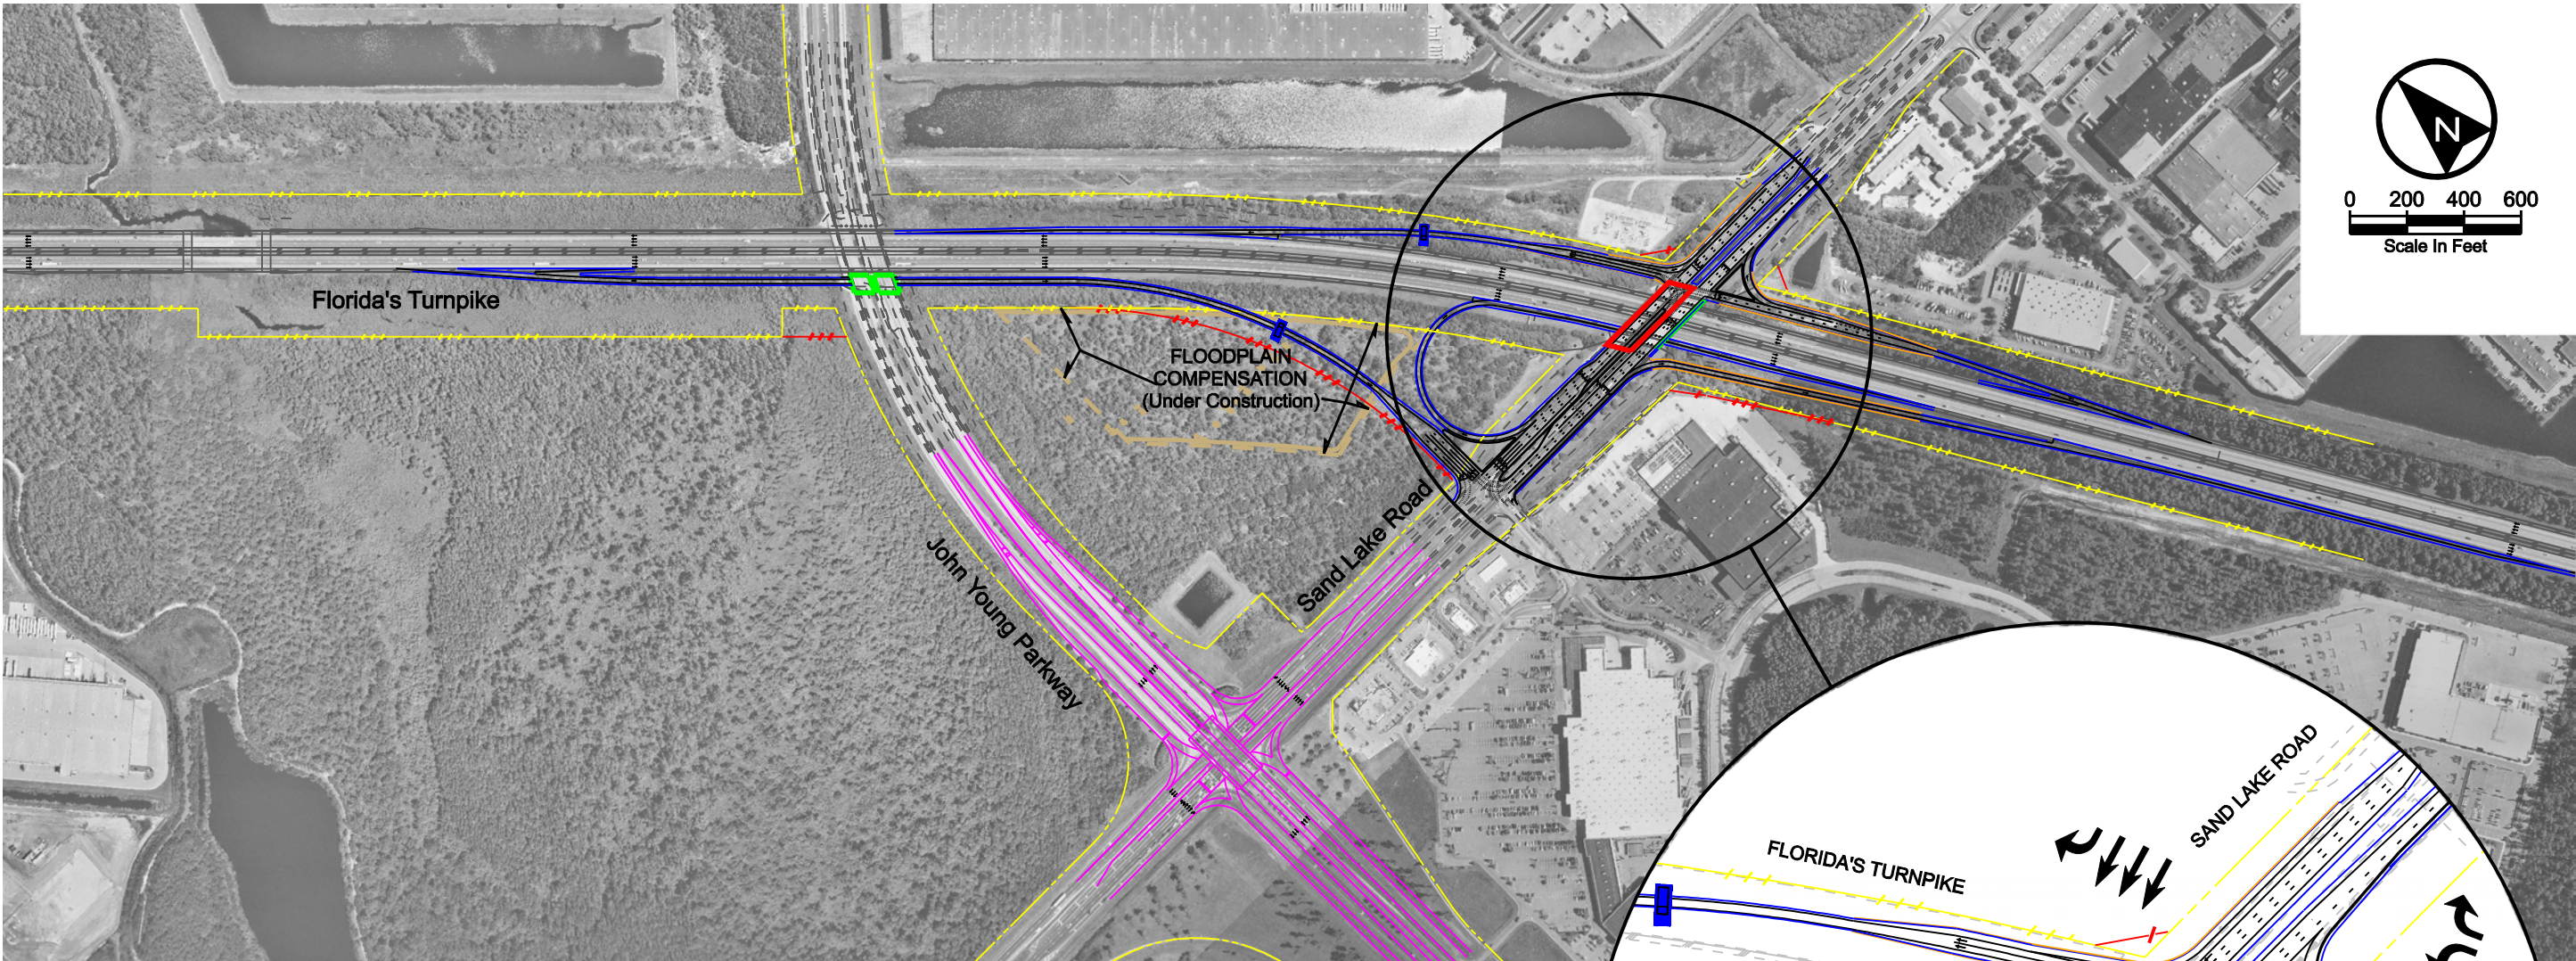 N
0 200 400 600
Scale In Feet
Florida's Turnpike
FLOODPLAIN
COMPENSATION
(Under Construction)
Sand Lake Road
John Young Parkway
SAND LAKE ROAD
FLORIDA'S TURNPIKE